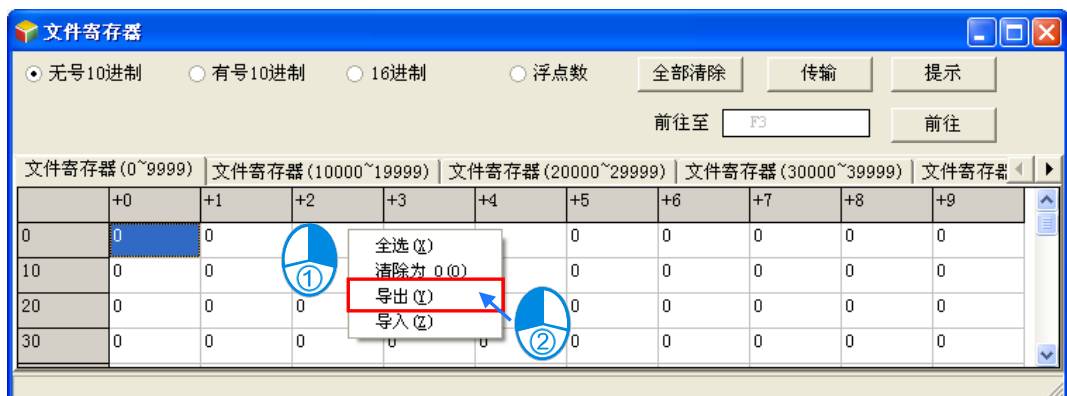 文件寄存器
无号10进制 有号10进制 16进制 浮点数 全部清除 传输 提示
前往至 F3 前往
文件寄存器(0~9999) 文件寄存器(10000~19999) 文件寄存器(20000~29999) 文件寄存器(30000~39999) 文件寄存器
+0 +1 +2 +3 +4 +5 +6 +7 +8 +9
0 0 0 0 0 0 0 0
全选(X)
10 0 0 0 0 0 0 0
①
清除为 0(0)
20 0 0 0 0 0 0 0 0
导出(Y)
导入(Z)
30 0 0 0 0 0 0 0 0 0 0
②